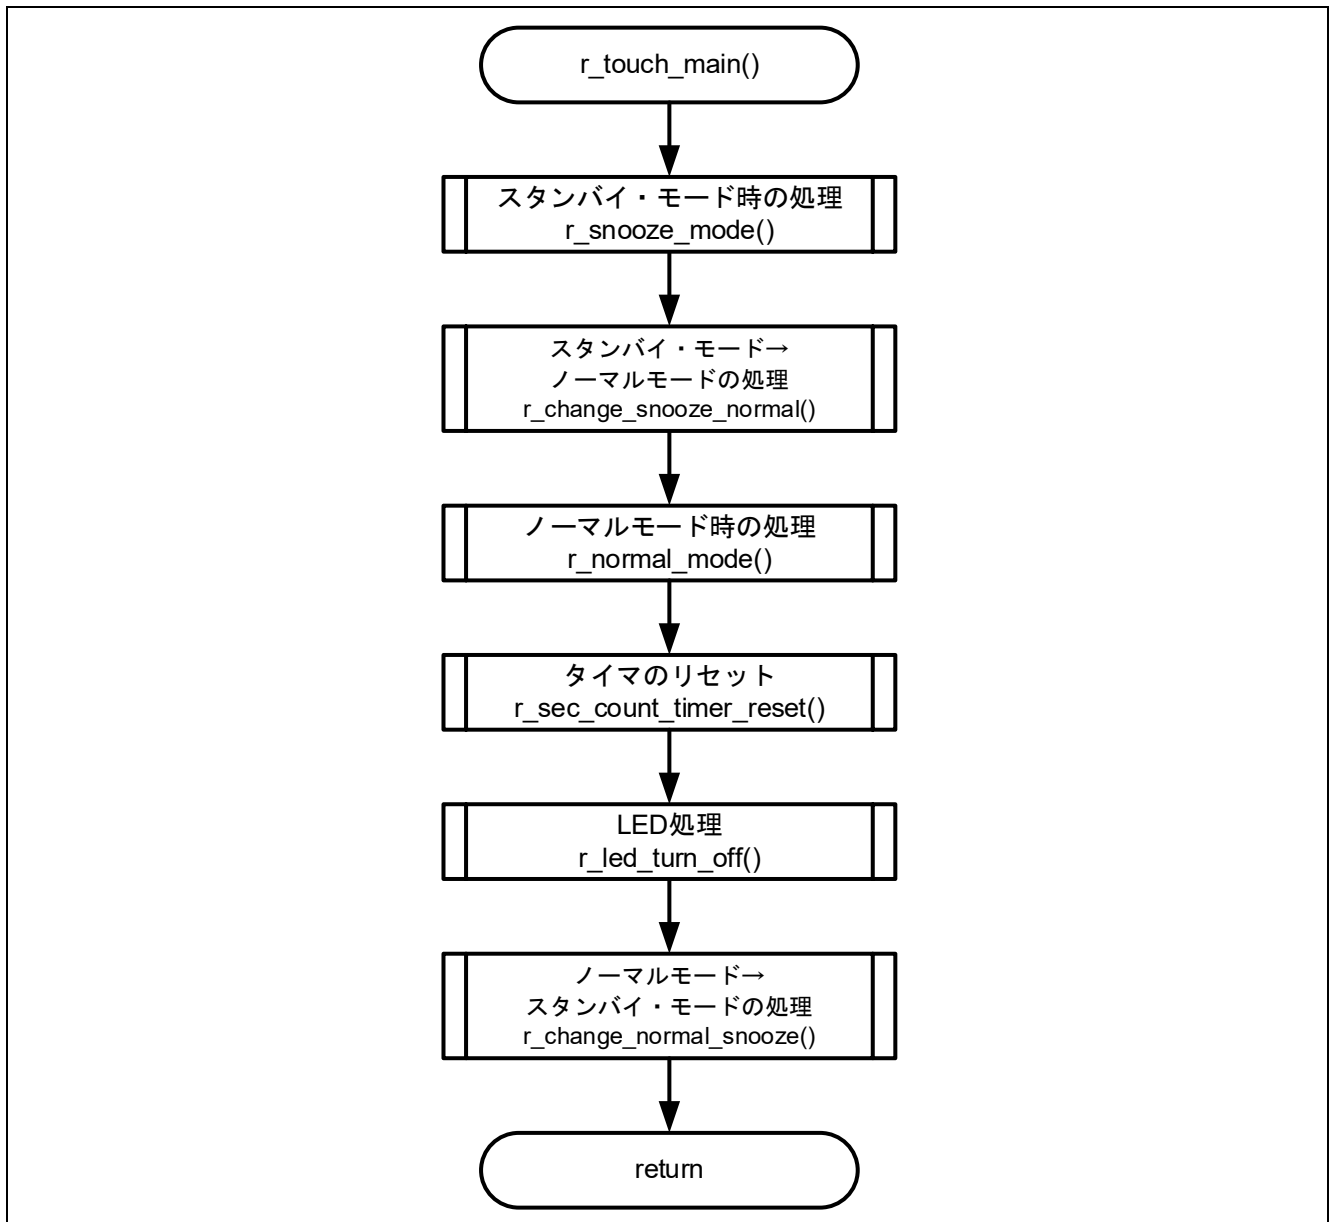 r_touch_main()
スタンバイ・モード時の処理
r_snooze_mode()
スタンバイ・モード→
ノーマルモードの処理
r_change_snooze_normal()
ノーマルモード時の処理
r_normal_mode()
タイマのリセット
r_sec_count_timer_reset()
LED処理
r_led_turn_off()
ノーマルモード→
スタンバイ・モードの処理
r_change_normal_snooze()
return